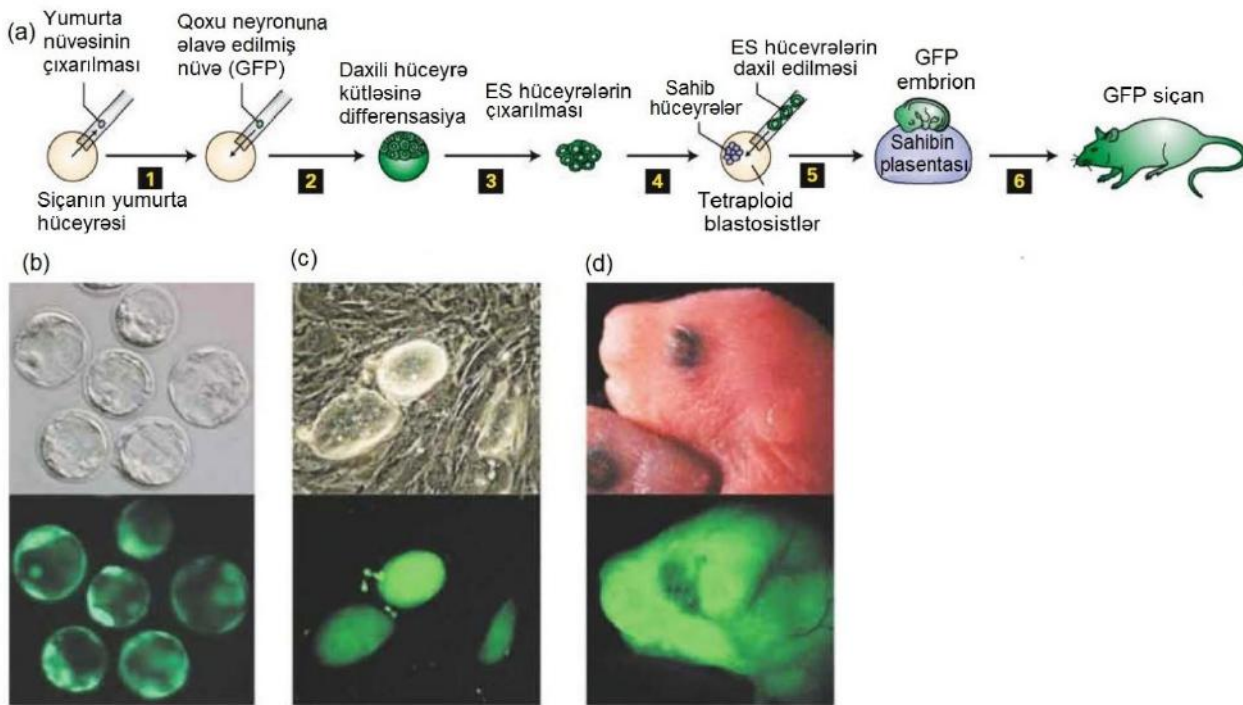 (a)
Yumurta
nüvəsinin
çıxarılması
Siçanın yumurta
hüceyrəsi
1
Qoxu neyronuna
əlavə edilmiş
nüvə (GFP)
2
Daxili hüceyrə
kütləsinə
differensasiya
3
ES hüceyrələrin
çıxarılması
4
Sahib
hüceyrələr
ES hüceyrələrin
daxil edilməsi
Tetraploid
blastosistlər
5
GFP
embrion
Sahibin
plasentası
6
GFP siçan
(b)
(c)
(d)